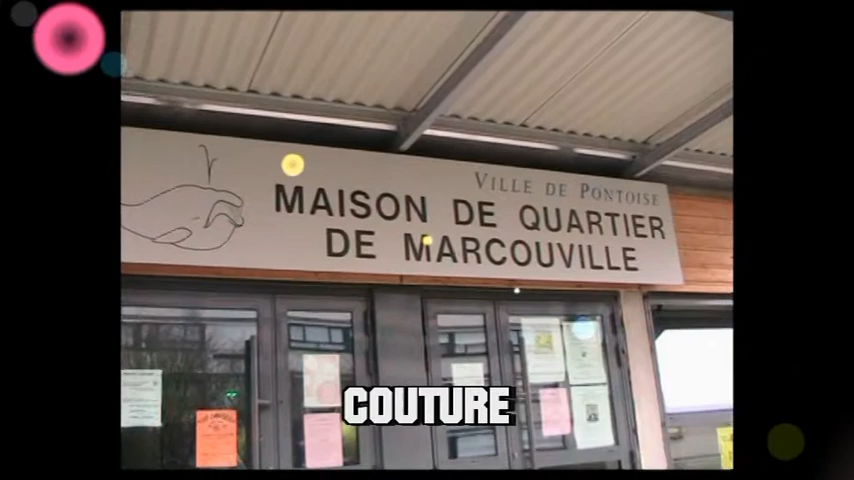 VILLE DE PONTOISE
MAISON DE QUARTIER
DE MARCOUVILLE
COUTURE